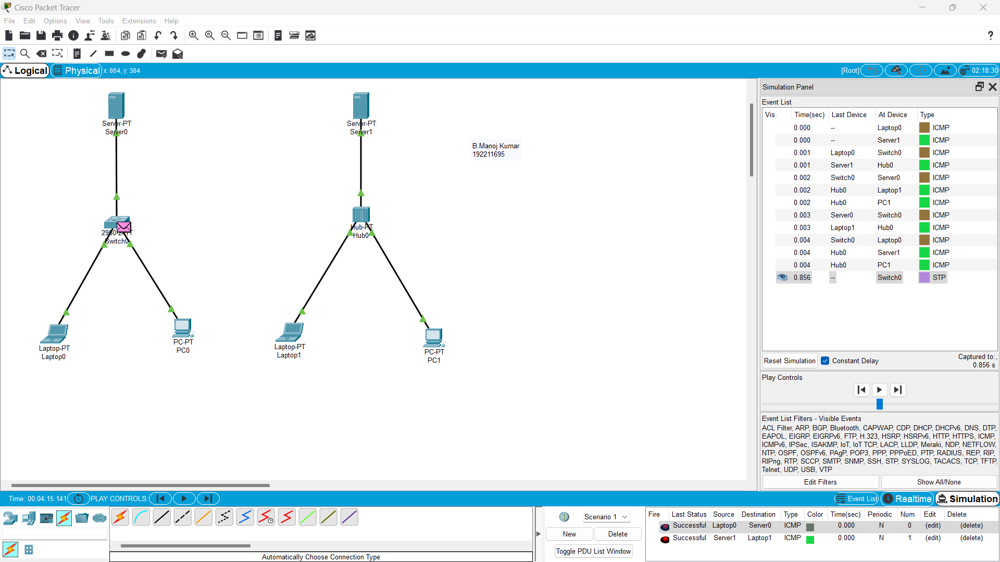 Cisco Packet Tracer
File Edit Options View Tools Extensions Help
?
Logical Physical x: 864, y: 384 [Root] 02:18:30
Server-PT
Server0
Server-PT
Server1
B.Manoj Kumar
192211695
2960-24TT
Switch0
Hub-PT
Hub0
Laptop-PT
Laptop0
PC-PT
PC0
Laptop-PT
Laptop1
PC-PT
PC1
Simulation Panel
Event List
Vis. Time(sec) Last Device At Device Type
0.000 -- Laptop0 ICMP
0.000 -- Server1 ICMP
0.001 Laptop0 Switch0 ICMP
0.001 Server1 Hub0 ICMP
0.002 Switch0 Server0 ICMP
0.002 Hub0 Laptop1 ICMP
0.002 Hub0 PC1 ICMP
0.003 Server0 Switch0 ICMP
0.003 Laptop1 Hub0 ICMP
0.004 Switch0 Laptop0 ICMP
0.004 Hub0 Server1 ICMP
0.004 Hub0 PC1 ICMP
0.856 -- Switch0 STP
Reset Simulation Constant Delay Captured to:
0.856 s
Play Controls
Event List Filters - Visible Events
ACL Filter, ARP, BGP, Bluetooth, CAPWAP, CDP, DHCP, DHCPv6, DNS, DTP,
EAPOL, EIGRP, EIGRPv6, FTP, H.323, HSRP, HSRPv6, HTTP, HTTPS, ICMP,
ICMPv6, IPSec, ISAKMP, IoT, IoT TCP, LACP, LLDP, Meraki, NDP, NETFLOW,
NTP, OSPF, OSPFv6, PAgP, POP3, PPP, PPPoED, PTP, RADIUS, REP, RIP,
RIPng, RTP, SCCP, SMTP, SNMP, SSH, STP, SYSLOG, TACACS, TCP, TFTP,
Telnet, UDP, USB, VTP
Edit Filters Show All/None
Time: 00:04:15.141 PLAY CONTROLS: Event List Realtime Simulation
Automatically Choose Connection Type
Scenario 1
New Delete
Toggle PDU List Window
Fire Last Status Source Destination Type Color Time(sec) Periodic Num Edit Delete
Successful Laptop0 Server0 ICMP 0.000 N 0 (edit) (delete)
Successful Server1 Laptop1 ICMP 0.000 N 1 (edit) (delete)